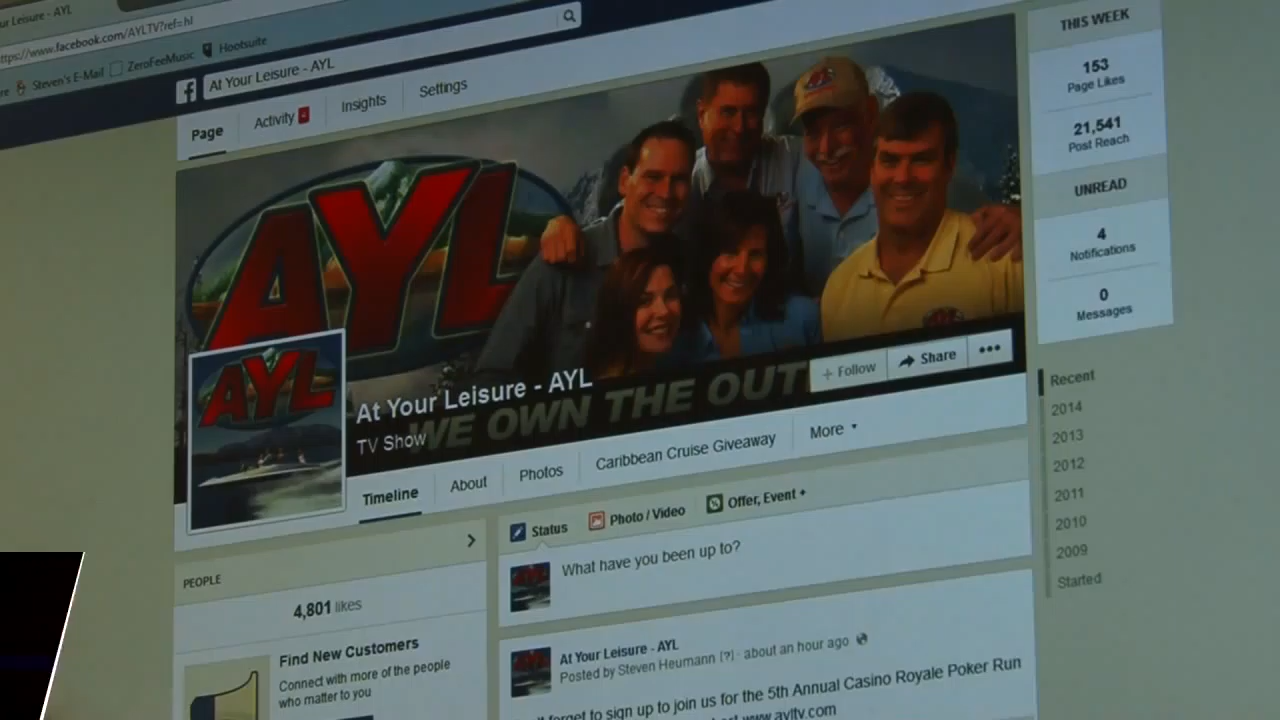 ur Leisure - AYL
ttps://www.facebook.com/AYLTV?ref=hl
Steven's E-Mail ZeroFeeMusic Hootsuite
f At Your Leisure - AYL
Page Activity 4 Insights Settings
AYL
AYL
At Your Leisure - AYL
TV Show
WE OWN THE OUT
+ Follow Share •••
Timeline About Photos Caribbean Cruise Giveaway More
PEOPLE
4,801 likes
Find New Customers
Connect with more of the people
who matter to you
Status Photo / Video Offer, Event +
What have you been up to?
At Your Leisure - AYL
Posted by Steven Heumann [?] · about an hour ago
forget to sign up to join us for the 5th Annual Casino Royale Poker Run
www.ayltv.com
THIS WEEK
153
Page Likes
21,541
Post Reach
UNREAD
4
Notifications
0
Messages
Recent
2014
2013
2012
2011
2010
2009
Started